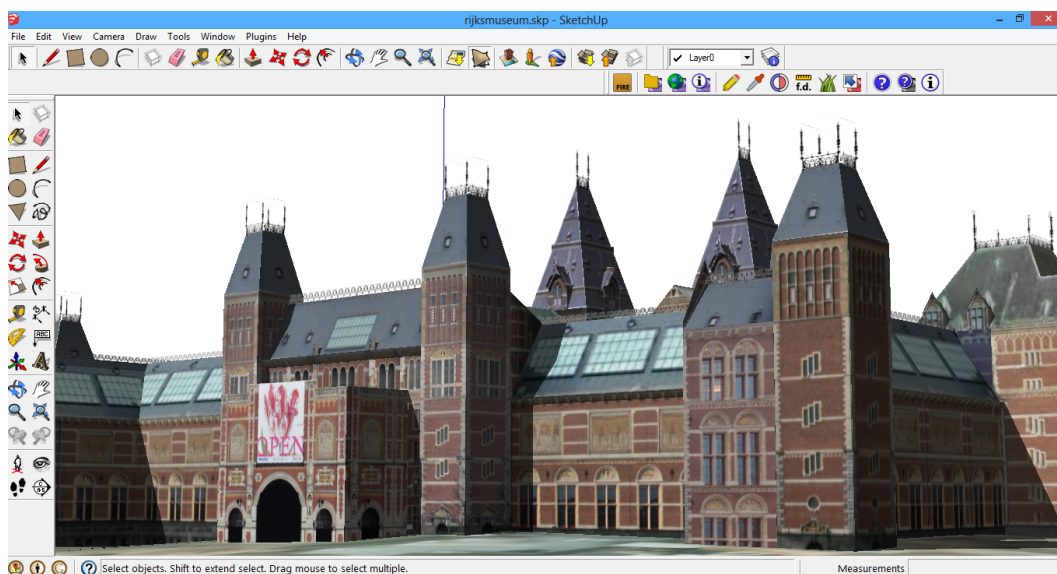 rijksmuseum.skp - SketchUp
File Edit View Camera Draw Tools Window Plugins Help
Layer0
FIRE f.d.
ABC
OPEN
Select objects. Shift to extend select. Drag mouse to select multiple. Measurements